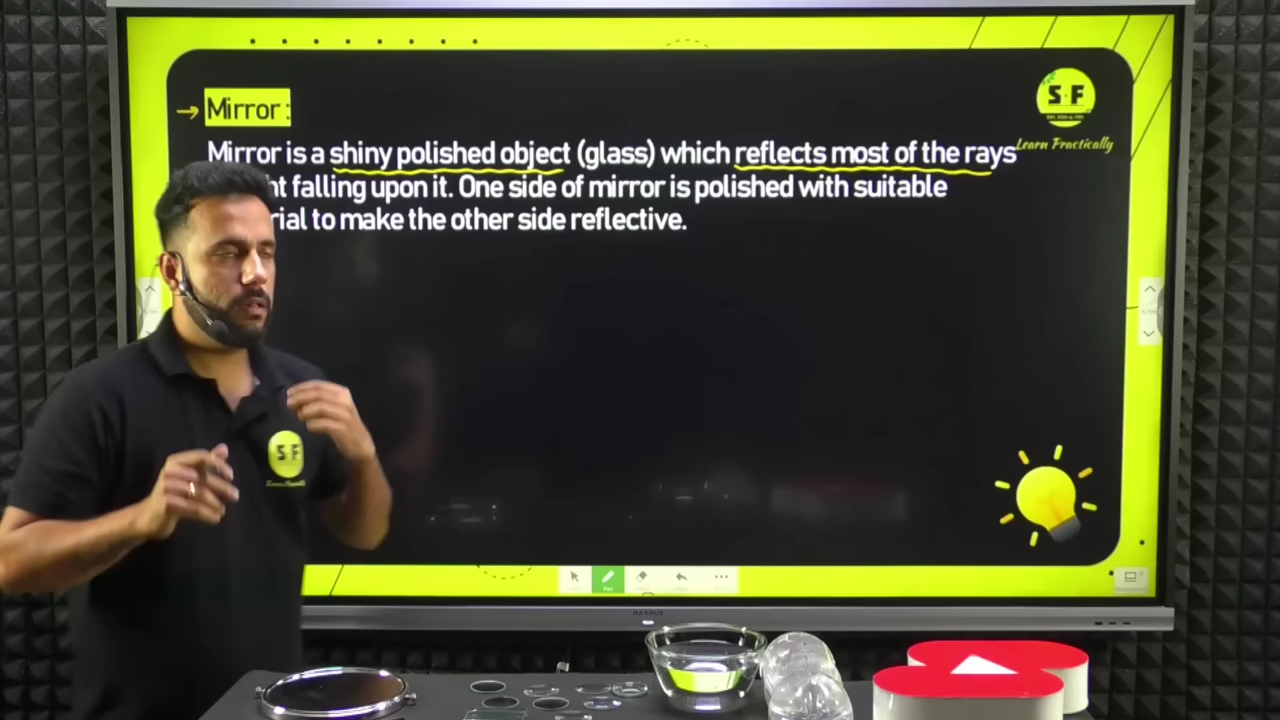 Mirror :
Mirror is a shiny polished object (glass) which reflects most of the rays
falling upon it. One side of mirror is polished with suitable
to make the other side reflective.
S F
Learn Practically
S F
MAXHUB